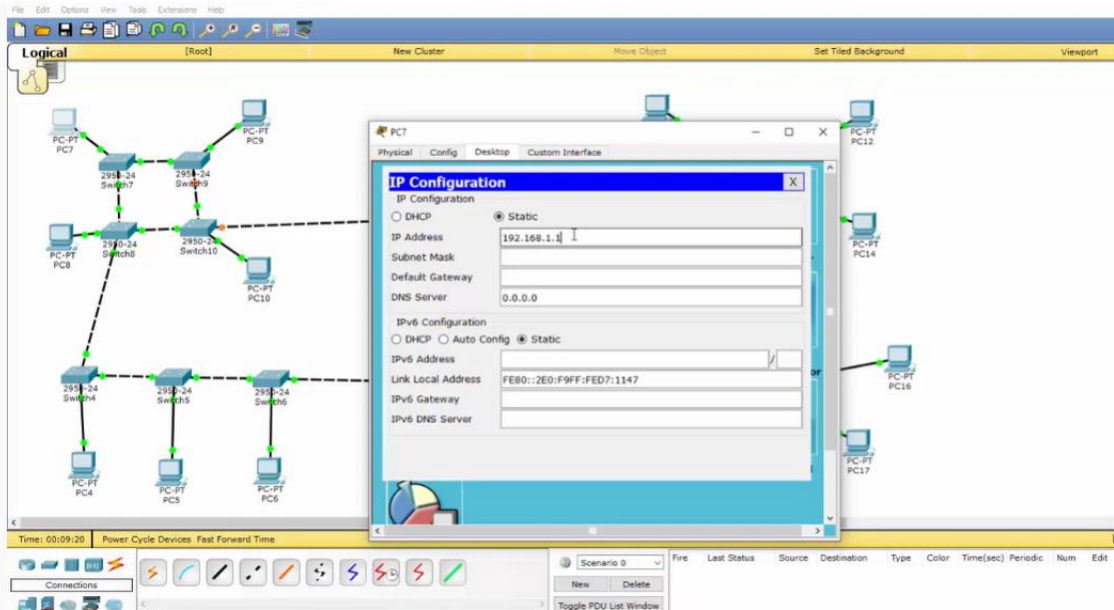 File Edit Options View Tools Extensions Help
Logical [Root] New Cluster Move Object Set Tiled Background Viewport
PC-PT
PC7
PC-PT
PC9
2950-24
Switch7
2950-24
Switch9
PC-PT
PC8
2950-24
Switch8
2950-24
Switch10
PC-PT
PC10
2950-24
Switch4
2950-24
Switch5
2950-24
Switch6
PC-PT
PC4
PC-PT
PC5
PC-PT
PC6
PC7
Physical Config Desktop Custom Interface
IP Configuration X
IP Configuration
DHCP Static
IP Address 192.168.1.1
Subnet Mask
Default Gateway
DNS Server 0.0.0.0
IPv6 Configuration
DHCP Auto Config Static
IPv6 Address /
Link Local Address FE80::2E0:F9FF:FED7:1147
IPv6 Gateway
IPv6 DNS Server
or
PC-PT
PC12
PC-PT
PC14
PC-PT
PC16
PC-PT
PC17
Time: 00:09:20 Power Cycle Devices Fast Forward Time
Connections
Scenario 0
New Delete
Toggle PDU List Window
Fire Last Status Source Destination Type Color Time(sec) Periodic Num Edit